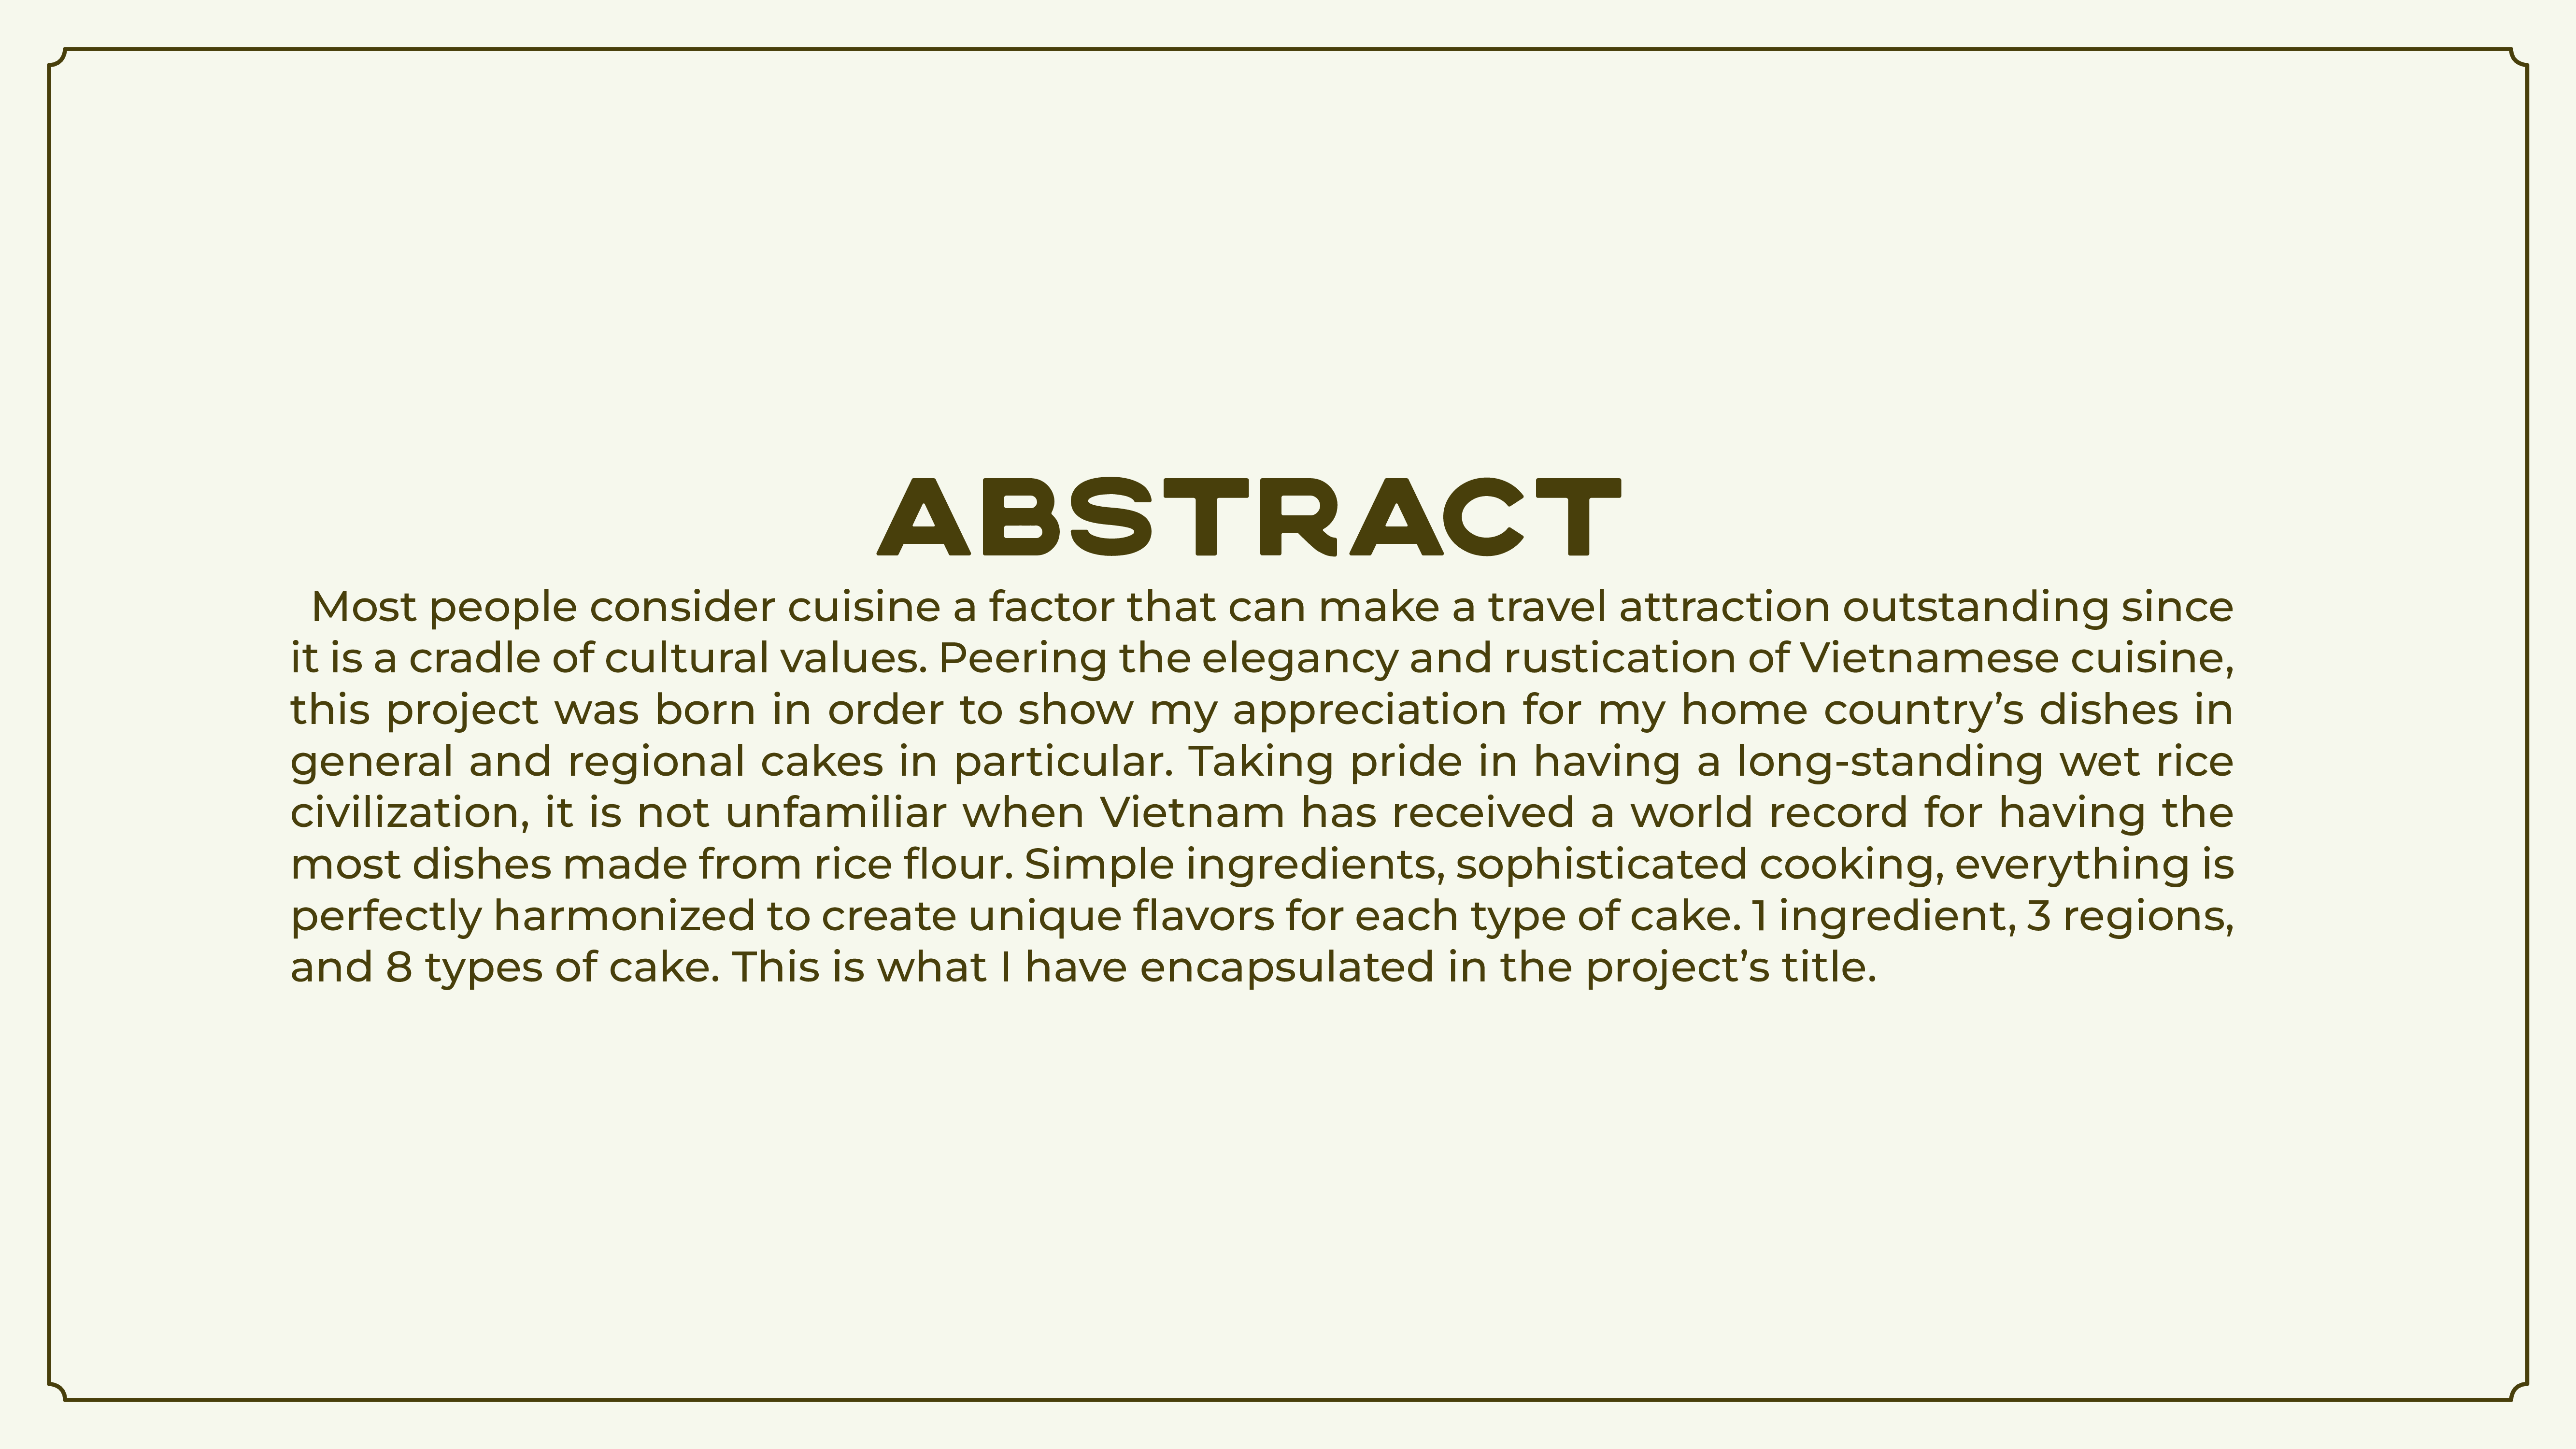 ABSTRACT
Most people consider cuisine a factor that can make a travel attraction outstanding since
it is a cradle of cultural values. Peering the elegancy and rustication of Vietnamese cuisine,
this project was born in order to show my appreciation for my home country’s dishes in
general and regional cakes in particular. Taking pride in having a long-standing wet rice
civilization, it is not unfamiliar when Vietnam has received a world record for having the
most dishes made from rice flour. Simple ingredients, sophisticated cooking, everything is
perfectly harmonized to create unique flavors for each type of cake. 1 ingredient, 3 regions,
and 8 types of cake. This is what I have encapsulated in the project’s title.